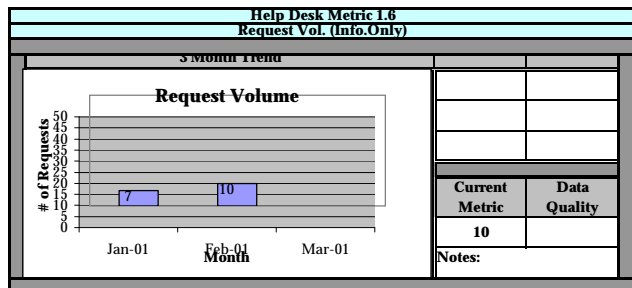 Help Desk Metric 1.6
Request Vol. (Info.Only)
3 Month Trend
Request Volume
# of Requests
50
45
40
35
30
25
20
15
10
5
0
7
10
Jan-01
Feb-01
Mar-01
Month
Current Metric
Data Quality
10
Notes: